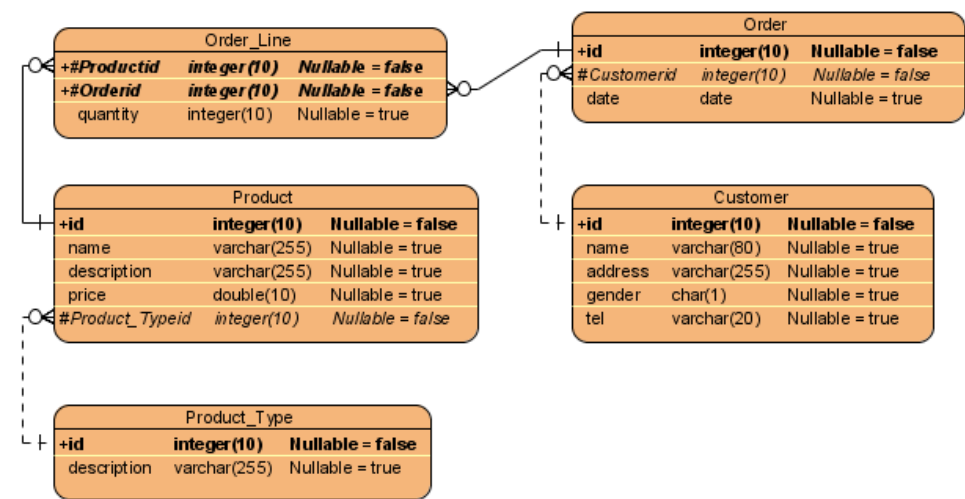 Order_Line
+#Productid integer(10) Nullable = false
+#Orderid integer(10) Nullable = false
quantity integer(10) Nullable = true
Order
+id integer(10) Nullable = false
#Customerid integer(10) Nullable = false
date date Nullable = true
Product
+id integer(10) Nullable = false
name varchar(255) Nullable = true
description varchar(255) Nullable = true
price double(10) Nullable = true
#Product_Typeid integer(10) Nullable = false
Customer
+id integer(10) Nullable = false
name varchar(80) Nullable = true
address varchar(255) Nullable = true
gender char(1) Nullable = true
tel varchar(20) Nullable = true
Product_Type
+id integer(10) Nullable = false
description varchar(255) Nullable = true